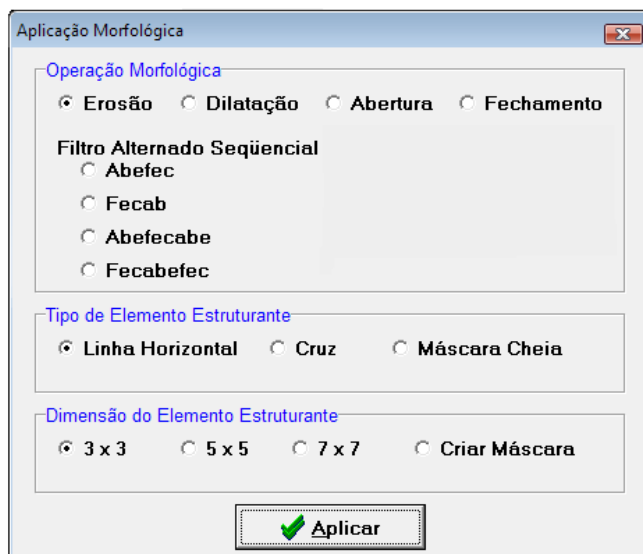 Aplicação Morfológica
Operação Morfológica
Erosão Dilatação Abertura Fechamento
Filtro Alternado Seqüencial
Abefec
Fecab
Abefecabe
Fecabefec
Tipo de Elemento Estruturante
Linha Horizontal Cruz Máscara Cheia
Dimensão do Elemento Estruturante
3 x 3 5 x 5 7 x 7 Criar Máscara
Aplicar